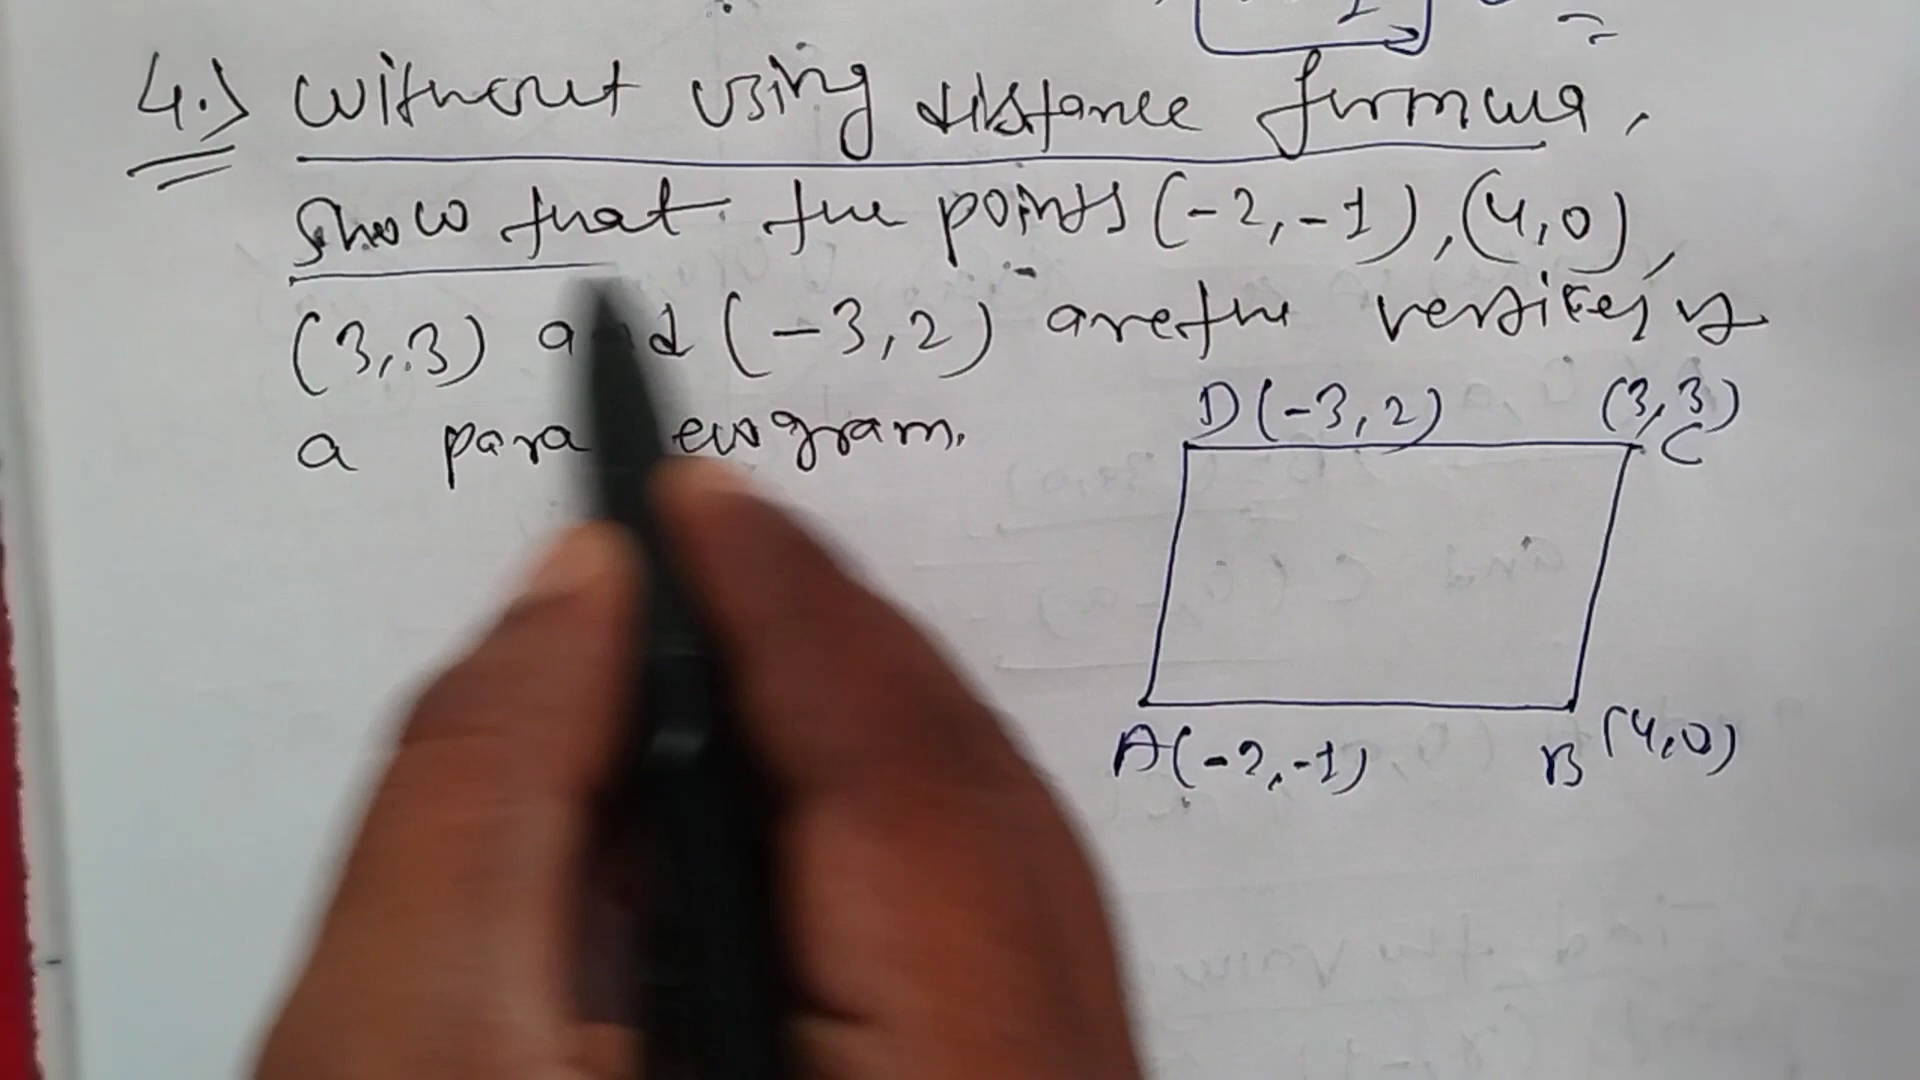 4.) Without using distance formula,
Show that the points (-2,-1), (4,0),
(3,3) and (-3,2) are the vertices of
a parallelogram.
D(-3,2) (3,3)
C
A(-2,-1) B (4,0)